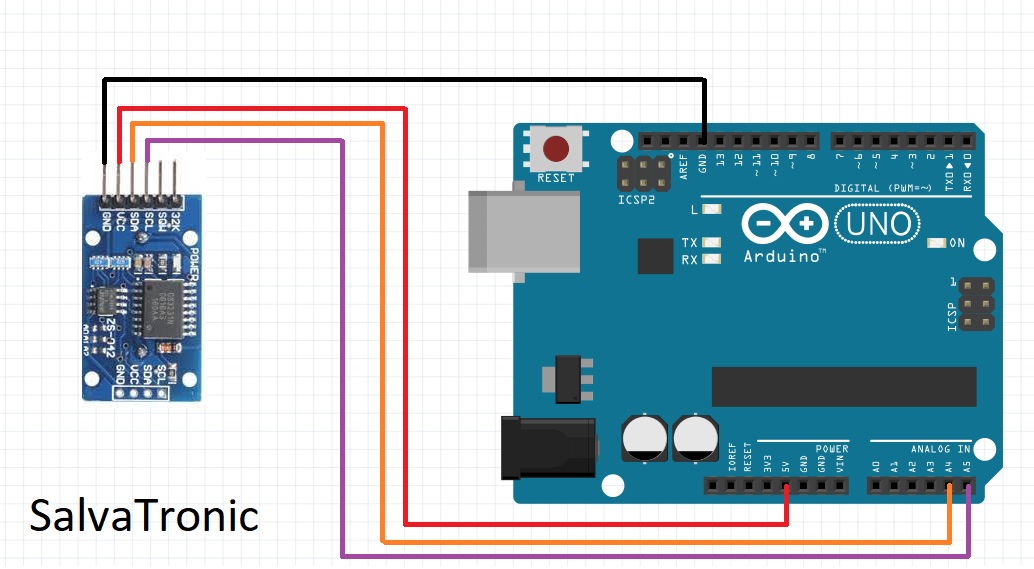 GND VCC SDA SCL SQW 32K
POWER
DS3231N
ZS-042
GND VCC SDA SCL
SalvaTronic
RESET
ICSP2
AREF GND 13 12 ~11 ~10 ~9 8 7 ~6 ~5 4 ~3 2 TXO▶1 RXO◀0
DIGITAL (PWM=~)
L
TX
RX
UNO
Arduino™
ON
1
ICSP
POWER
ANALOG IN
IOREF RESET 3V3 5V GND GND VIN A0 A1 A2 A3 A4 A5